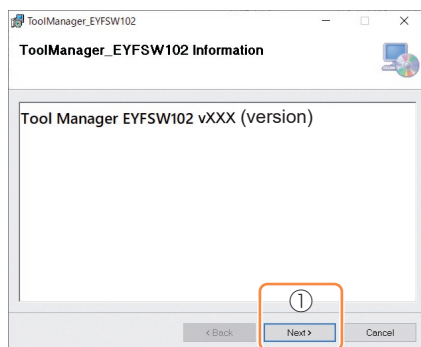 ToolManager_EYFSW102
ToolManager_EYFSW102 Information
Tool Manager EYFSW102 vXXX (version)
①
< Back
Next >
Cancel